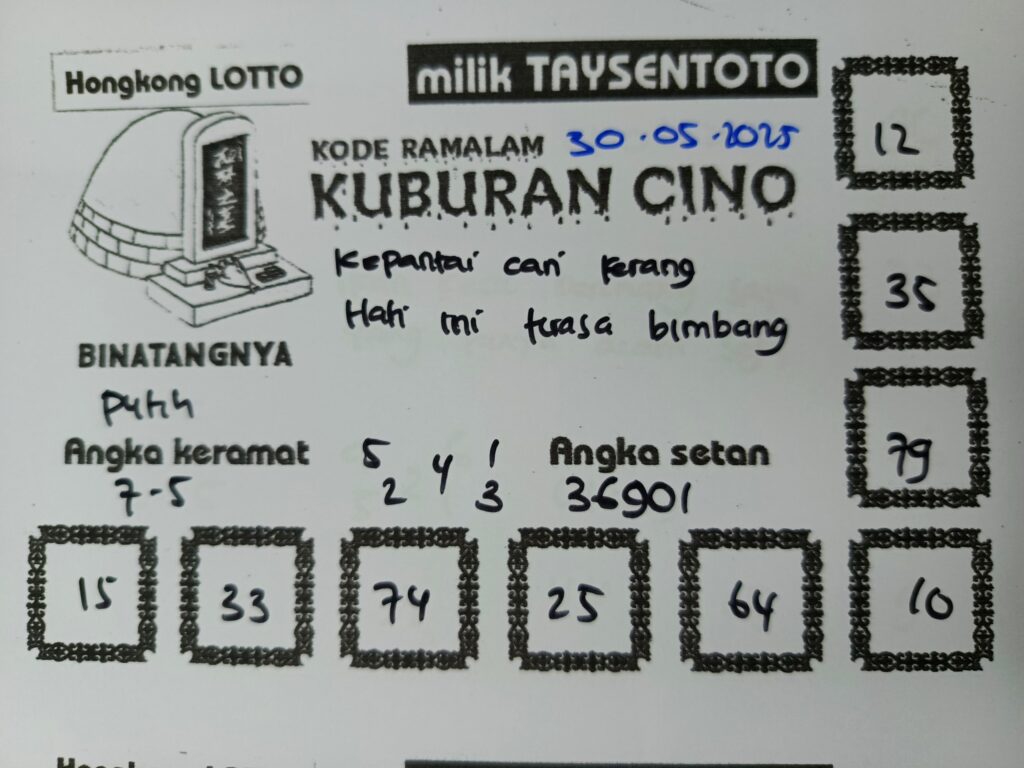 Hongkong LOTTO
milik TAYSENTOTO
KODE RAMALAM 30.05.2025
KUBURAN CINO
Kepantai cari kerang
Hati ini terasa bimbang
BINATANGNYA
Putih
Angka keramat
7-5
5 4 1
2 3
Angka setan
36901
12
35
79
15 33 74 25 64 10